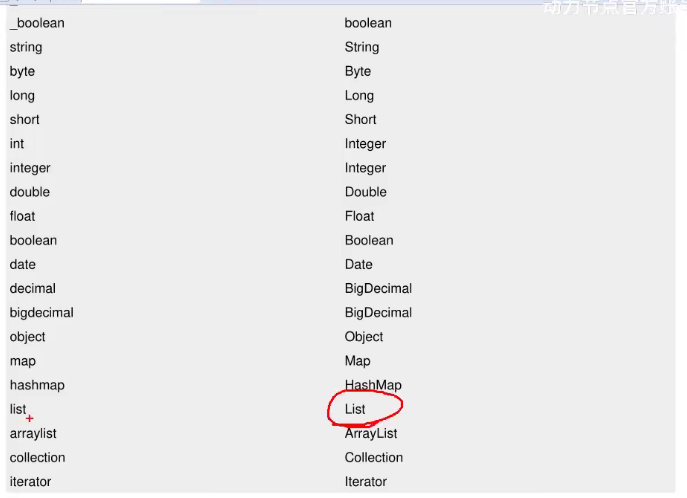 动力节点官方账
_boolean boolean
string String
byte Byte
long Long
short Short
int Integer
integer Integer
double Double
float Float
boolean Boolean
date Date
decimal BigDecimal
bigdecimal BigDecimal
object Object
map Map
hashmap HashMap
list List
arraylist ArrayList
collection Collection
iterator Iterator